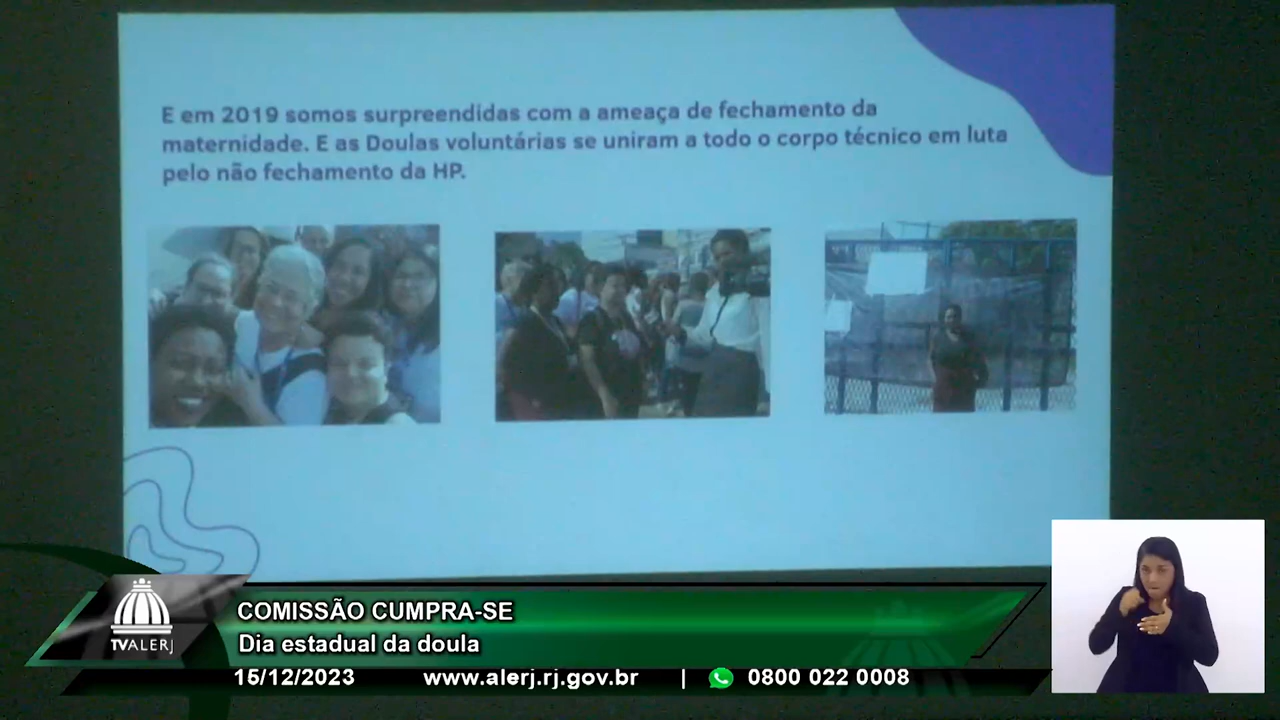 E em 2019 somos surpreendidas com a ameaça de fechamento da
maternidade. E as Doulas voluntárias se uniram a todo o corpo técnico em luta
pelo não fechamento da HP.
TVALERJ
COMISSÃO CUMPRA-SE
Dia estadual da doula
15/12/2023 www.alerj.rj.gov.br | 0800 022 0008